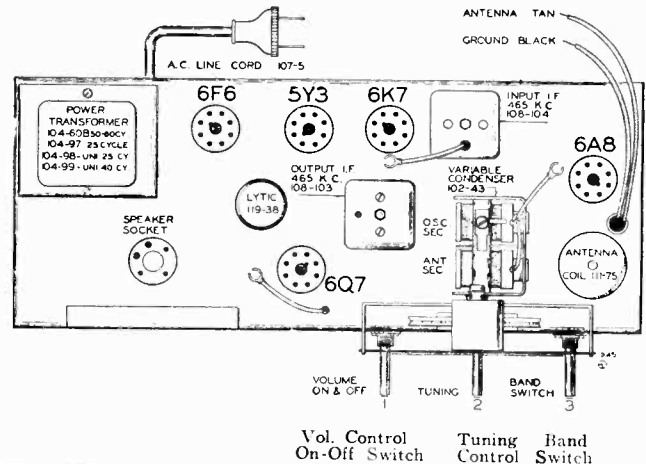 ANTENNA TAN
GROUND BLACK
A.C. LINE CORD 107-5
POWER
TRANSFORMER
104-60B 50-60CY
104-97 25 CYCLE
104-98-UNI 25 CY
104-99-UNI 40 CY
6F6
5Y3
6K7
INPUT I.F
465 K C
108-104
6A8
OUTPUT I.F
465 K C
108-103
VARIABLE
CONDENSER
102-43
LYTIC
119-38
SPEAKER
SOCKET
OSC
SEC
ANT
SEC
ANTENNA
COIL 111-75
6Q7
VOLUME
ON & OFF
TUNING
BAND
SWITCH
1
2
3
Vol. Control
On-Off Switch
Tuning
Control
Band
Switch